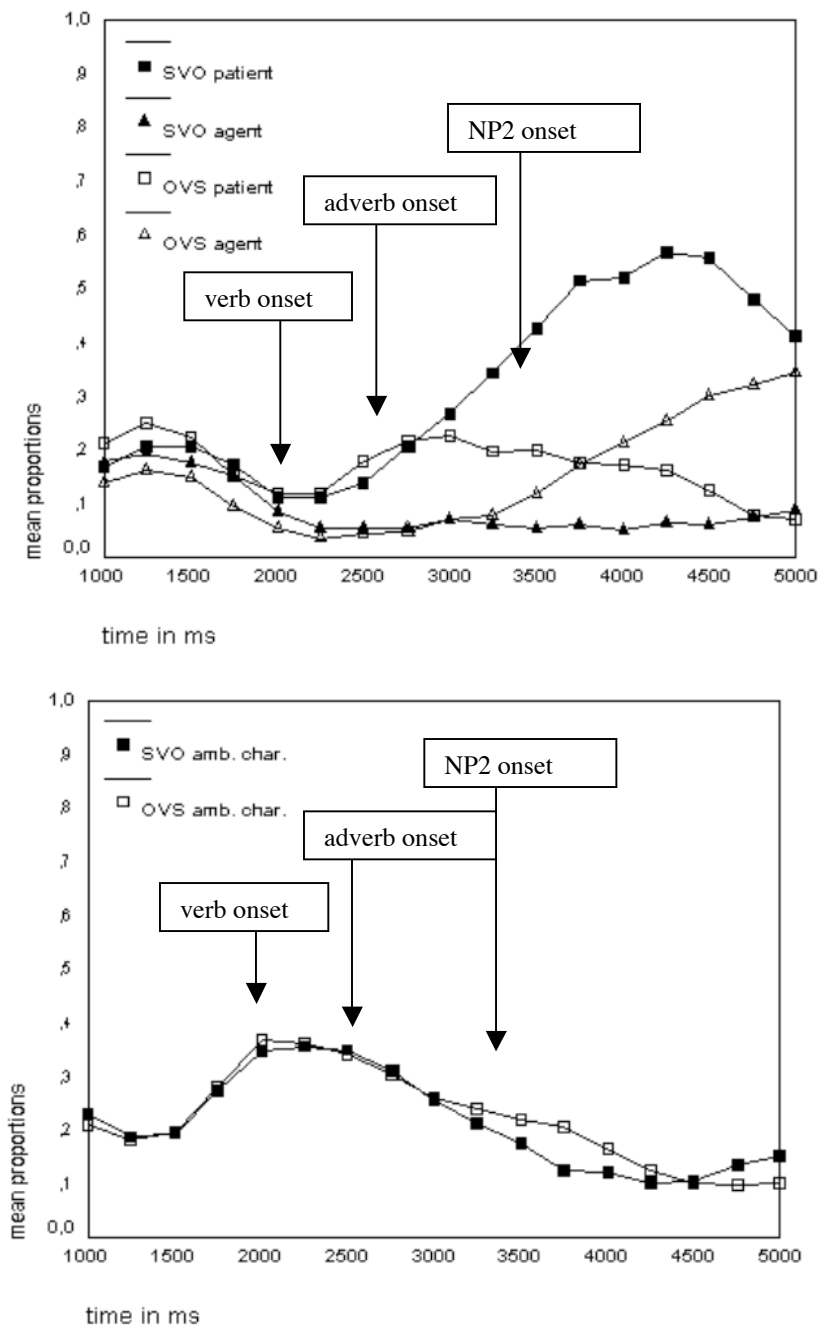 1,0
,9
,8
,7
,6
,5
,4
,3
,2
,1
0,0
mean proportions
SVO patient
SVO agent
OVS patient
OVS agent
NP2 onset
adverb onset
verb onset
1000 1500 2000 2500 3000 3500 4000 4500 5000
time in ms
1,0
,9
,8
,7
,6
,5
,4
,3
,2
,1
0,0
mean proportions
SVO amb. char.
OVS amb. char.
NP2 onset
adverb onset
verb onset
1000 1500 2000 2500 3000 3500 4000 4500 5000
time in ms